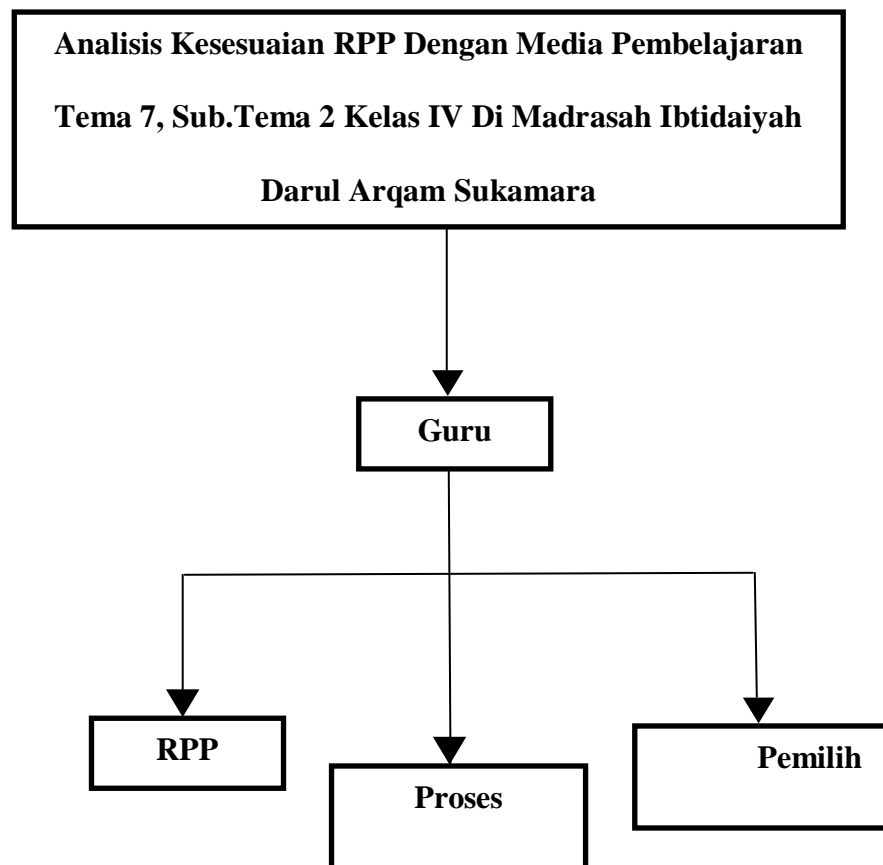 Analisis Kesesuaian RPP Dengan Media Pembelajaran
Tema 7, Sub.Tema 2 Kelas IV Di Madrasah Ibtidaiyah
Darul Arqam Sukamara
Guru
RPP
Proses
Pemilih